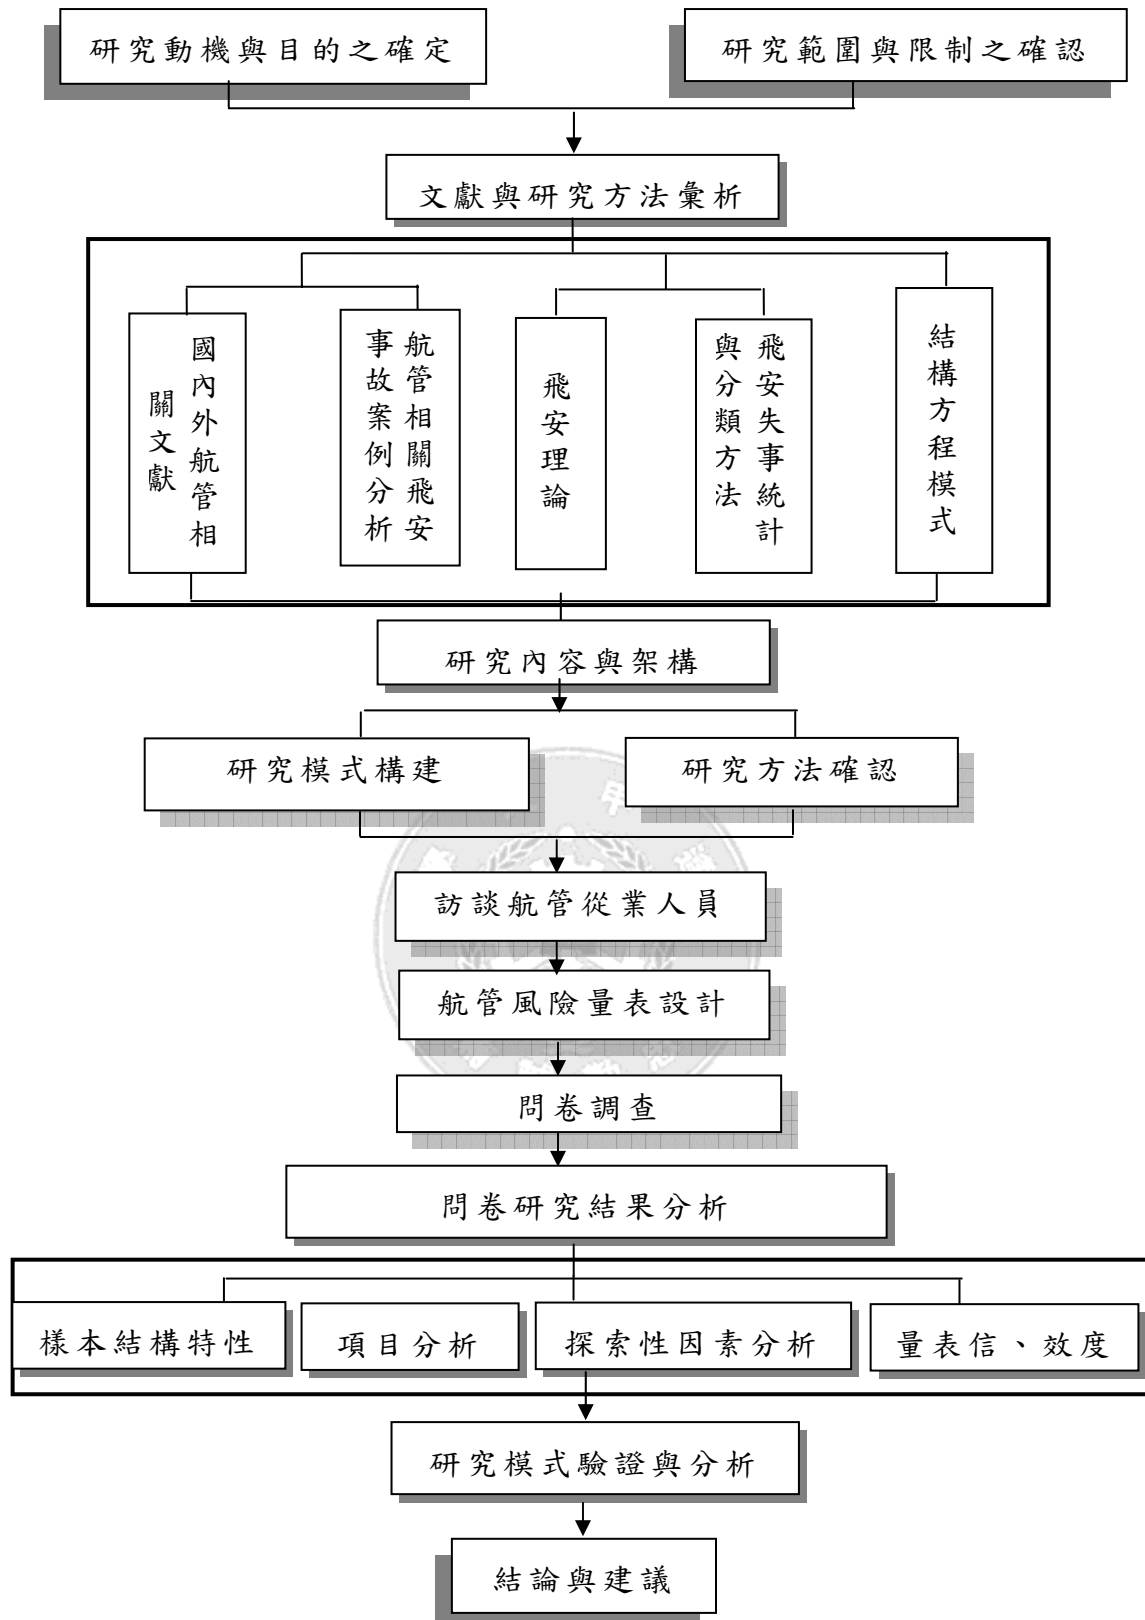 研究動機與目的之確定
研究範圍與限制之確認
文獻與研究方法彙析
國內外航管相
關文獻
航管相關飛安
事故案例分析
飛安理論
飛安失事統計
與分類方法
結構方程模式
研究內容與架構
研究模式構建
研究方法確認
訪談航管從業人員
航管風險量表設計
問卷調查
問卷研究結果分析
樣本結構特性
項目分析
探索性因素分析
量表信、效度
研究模式驗證與分析
結論與建議